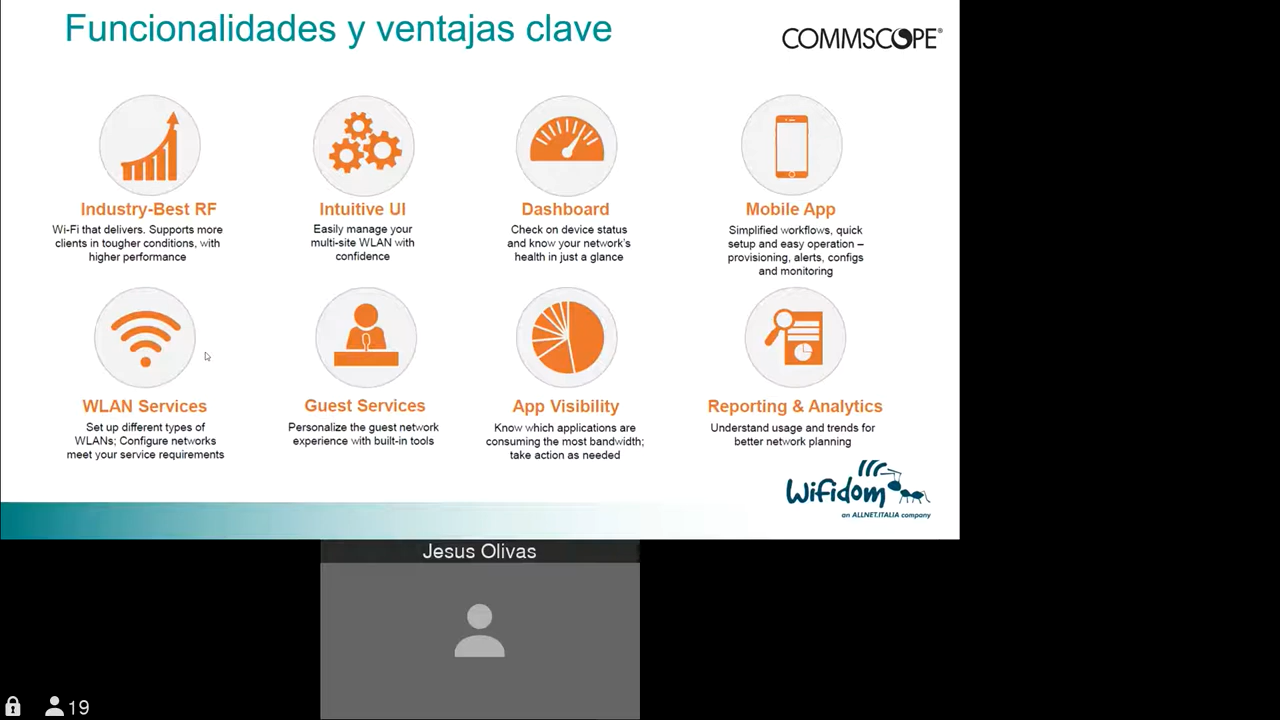 Funcionalidades y ventajas clave
COMMSCOPE®
Industry-Best RF
Wi-Fi that delivers. Supports more
clients in tougher conditions, with
higher performance
Intuitive UI
Easily manage your
multi-site WLAN with
confidence
Dashboard
Check on device status
and know your network's
health in just a glance
Mobile App
Simplified workflows, quick
setup and easy operation –
provisioning, alerts, configs
and monitoring
WLAN Services
Set up different types of
WLANs; Configure networks
meet your service requirements
Guest Services
Personalize the guest network
experience with built-in tools
App Visibility
Know which applications are
consuming the most bandwidth;
take action as needed
Reporting & Analytics
Understand usage and trends for
better network planning
Wifidom
an ALLNET.ITALIA company
Jesus Olivas
19